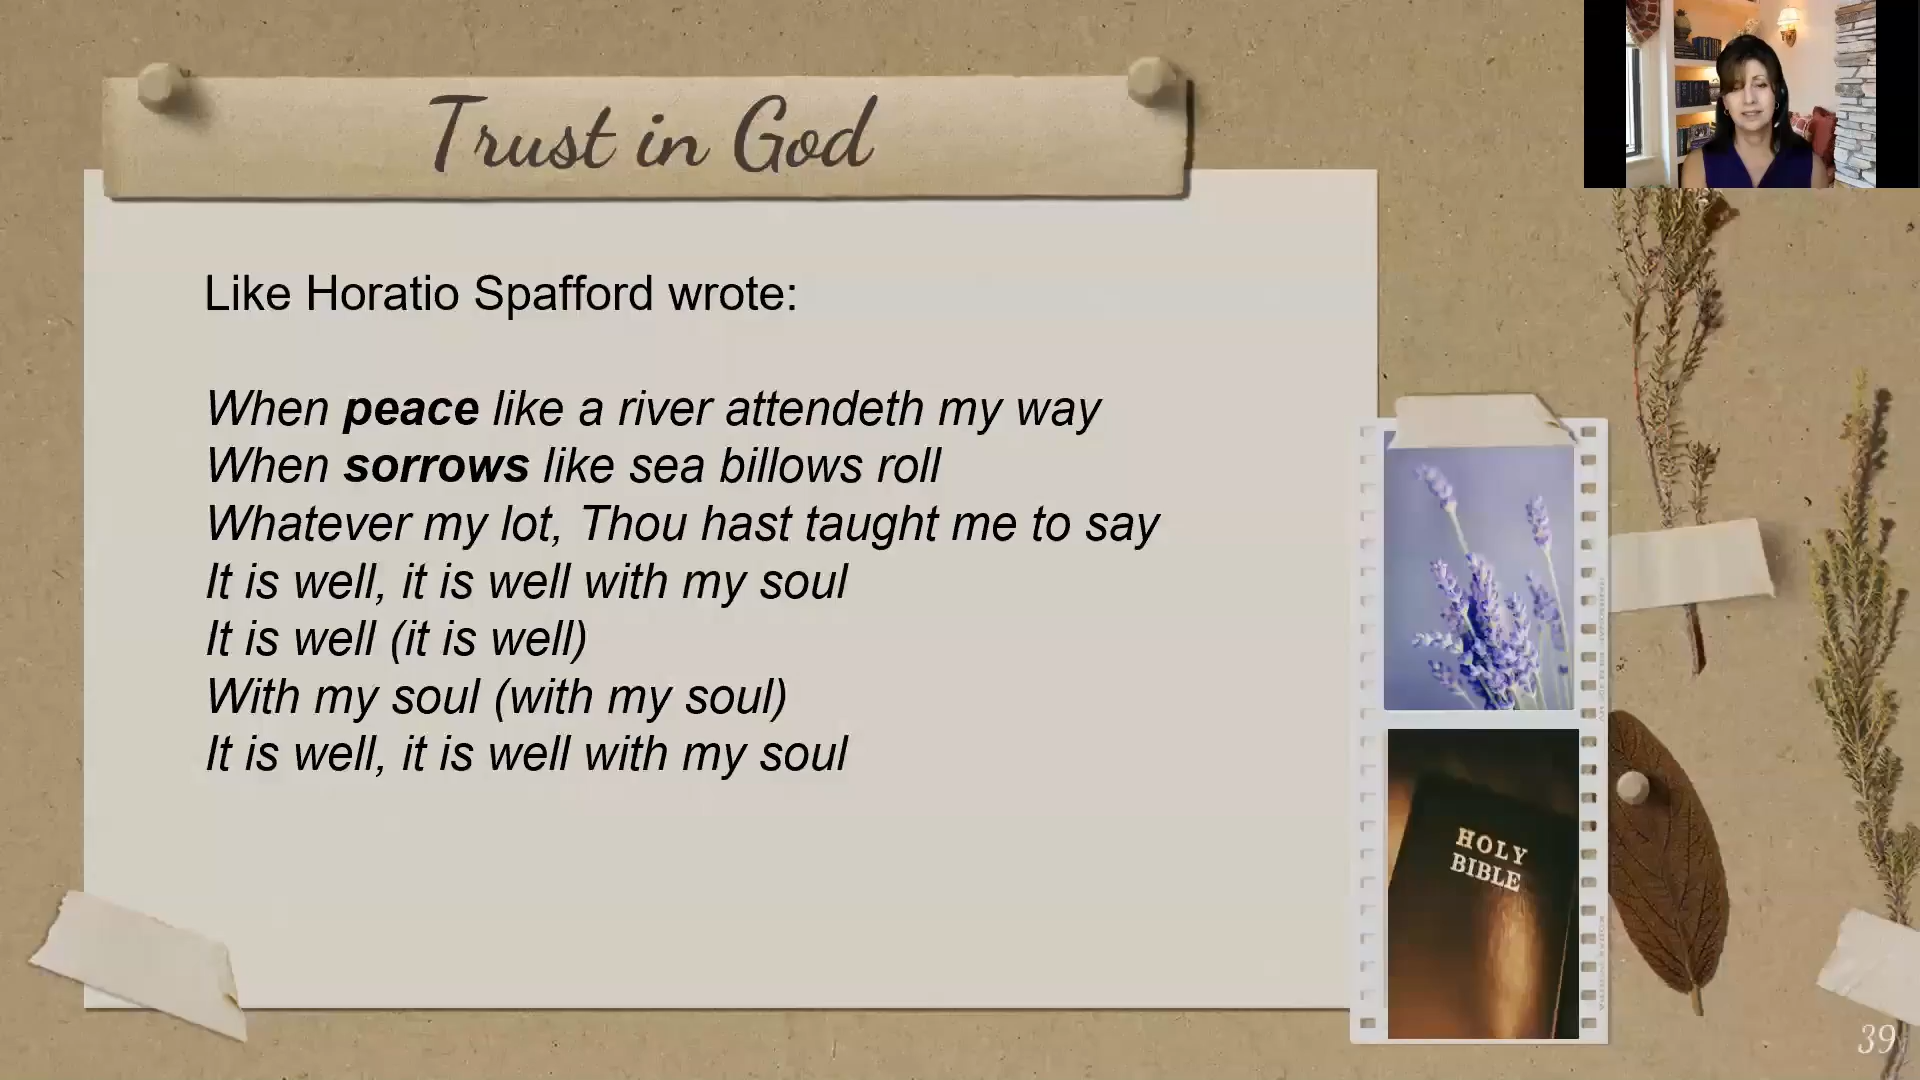 Trust in God
Like Horatio Spafford wrote:
When peace like a river attendeth my way
When sorrows like sea billows roll
Whatever my lot, Thou hast taught me to say
It is well, it is well with my soul
It is well (it is well)
With my soul (with my soul)
It is well, it is well with my soul
HOLY
BIBLE
39